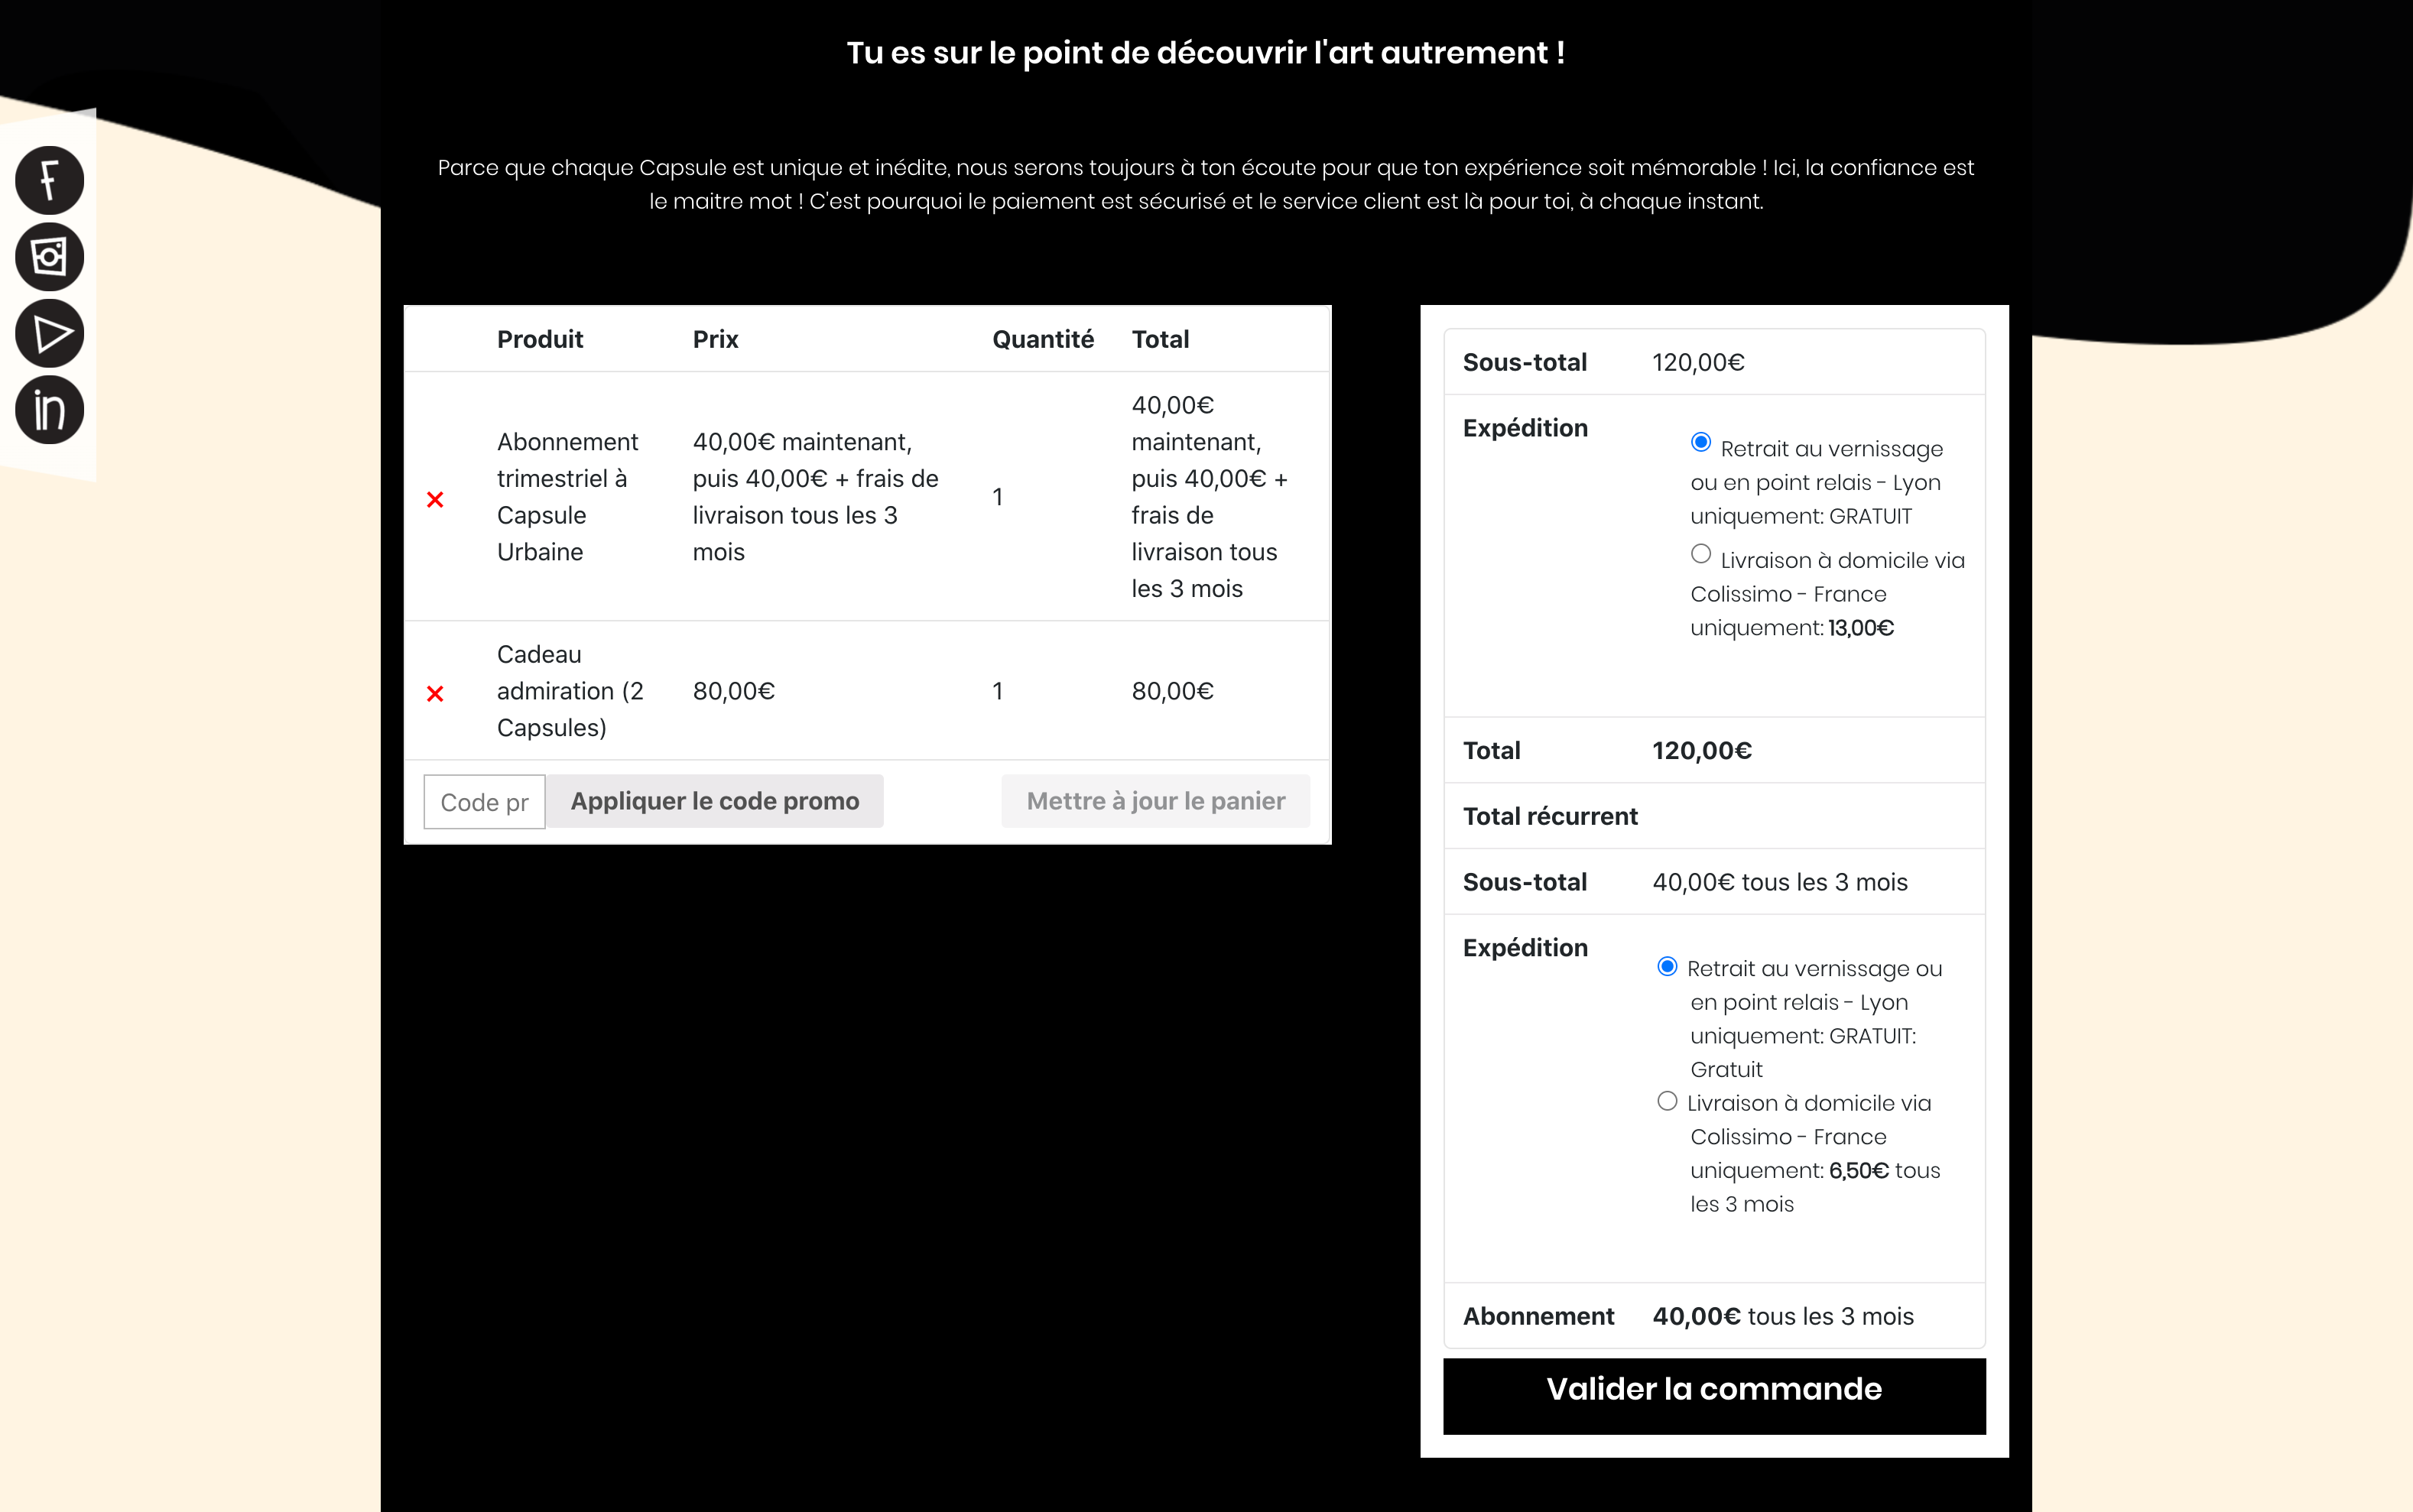 Tu es sur le point de découvrir l'art autrement !
Parce que chaque Capsule est unique et inédite, nous serons toujours à ton écoute pour que ton expérience soit mémorable ! Ici, la confiance est
le maitre mot ! C'est pourquoi le paiement est sécurisé et le service client est là pour toi, à chaque instant.
f
in
Produit Prix Quantité Total
Abonnement
trimestriel à
Capsule
Urbaine
40,00€ maintenant,
puis 40,00€ + frais de
livraison tous les 3
mois
1
40,00€
maintenant,
puis 40,00€ +
frais de
livraison tous
les 3 mois
Cadeau
admiration (2
Capsules)
80,00€
1
80,00€
Code pr
Appliquer le code promo
Mettre à jour le panier
Sous-total 120,00€
Expédition
Retrait au vernissage
ou en point relais - Lyon
uniquement: GRATUIT
Livraison à domicile via
Colissimo - France
uniquement: 13,00€
Total 120,00€
Total récurrent
Sous-total 40,00€ tous les 3 mois
Expédition
Retrait au vernissage ou
en point relais - Lyon
uniquement: GRATUIT:
Gratuit
Livraison à domicile via
Colissimo - France
uniquement: 6,50€ tous
les 3 mois
Abonnement 40,00€ tous les 3 mois
Valider la commande